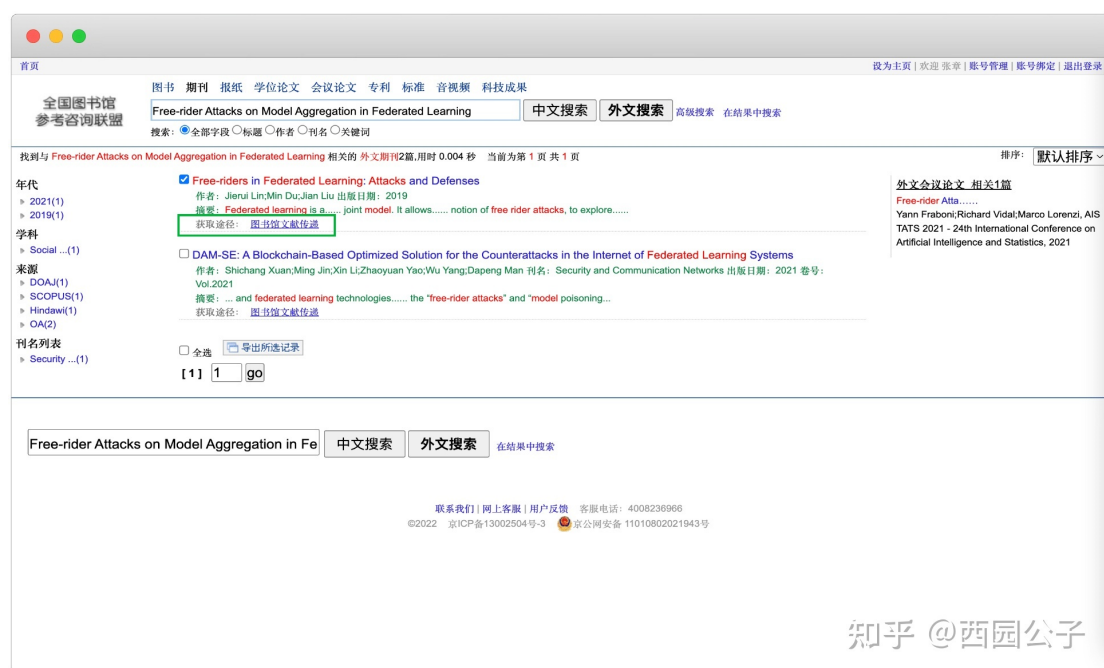 首页
设为主页 | 欢迎 张章 | 账号管理 | 账号绑定 | 退出登录
全国图书馆
参考咨询联盟
图书 期刊 报纸 学位论文 会议论文 专利 标准 音视频 科技成果
Free-rider Attacks on Model Aggregation in Federated Learning 中文搜索 外文搜索 高级搜索 在结果中搜索
搜索: 全部字段 标题 作者 刊名 关键词
找到与 Free-rider Attacks on Model Aggregation in Federated Learning 相关的 外文期刊2篇,用时 0.004 秒 当前为第 1 页 共 1 页
排序: 默认排序
年代
2021(1)
2019(1)
学科
Social ...(1)
来源
DOAJ(1)
SCOPUS(1)
Hindawi(1)
OA(2)
刊名列表
Security ...(1)
Free-riders in Federated Learning: Attacks and Defenses
作者: Jierui Lin;Min Du;Jian Liu 出版日期: 2019
摘要: Federated learning is a...... joint model. It allows...... notion of free rider attacks, to explore......
获取途径: 图书馆文献传递
DAM-SE: A Blockchain-Based Optimized Solution for the Counterattacks in the Internet of Federated Learning Systems
作者: Shichang Xuan;Ming Jin;Xin Li;Zhaoyuan Yao;Wu Yang;Dapeng Man 刊名: Security and Communication Networks 出版日期: 2021 卷号:
Vol.2021
摘要: ... and federated learning technologies...... the “free-rider attacks” and “model poisoning...
获取途径: 图书馆文献传递
全选 导出所选记录
[ 1 ] 1 go
外文会议论文 相关1篇
Free-rider Atta……
Yann Fraboni;Richard Vidal;Marco Lorenzi, AIS
TATS 2021 - 24th International Conference on
Artificial Intelligence and Statistics, 2021
Free-rider Attacks on Model Aggregation in Fe 中文搜索 外文搜索 在结果中搜索
联系我们 | 网上客服 | 用户反馈 客服电话: 4008236966
©2022 京ICP备13002504号-3 京公网安备 11010802021943号
知乎 @西园公子